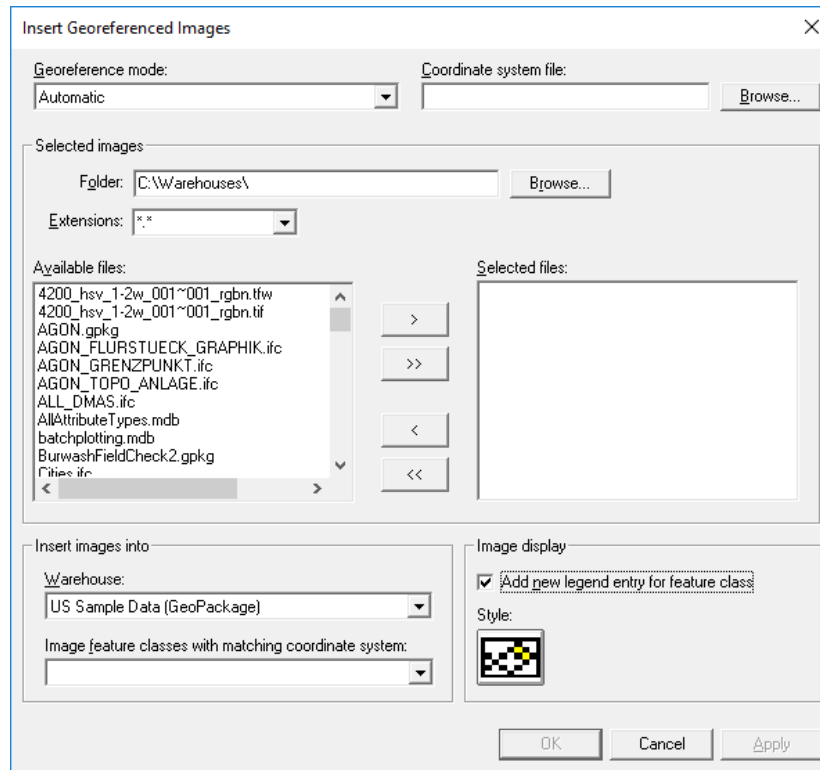 Insert Georeferenced Images
Georeference mode:
Coordinate system file:
Automatic
Browse...
Selected images
Folder: C:\Warehouses\
Browse...
Extensions: *.*
Available files:
Selected files:
4200_hsv_1-2w_001~001_rgbn.tfw
4200_hsv_1-2w_001~001_rgbn.tif
AGON.gpkg
AGON_FLURSTUECK_GRAPHIK.ifc
AGON_GRENZPUNKT.ifc
AGON_TOPO_ANLAGE.ifc
ALL_DMAS.ifc
AllAttributeTypes.mdb
batchplotting.mdb
BurwashFieldCheck2.gpkg
Cities.ifc
>
>>
<
<<
Insert images into
Warehouse:
US Sample Data (GeoPackage)
Image feature classes with matching coordinate system:
Image display
Add new legend entry for feature class
Style:
OK
Cancel
Apply